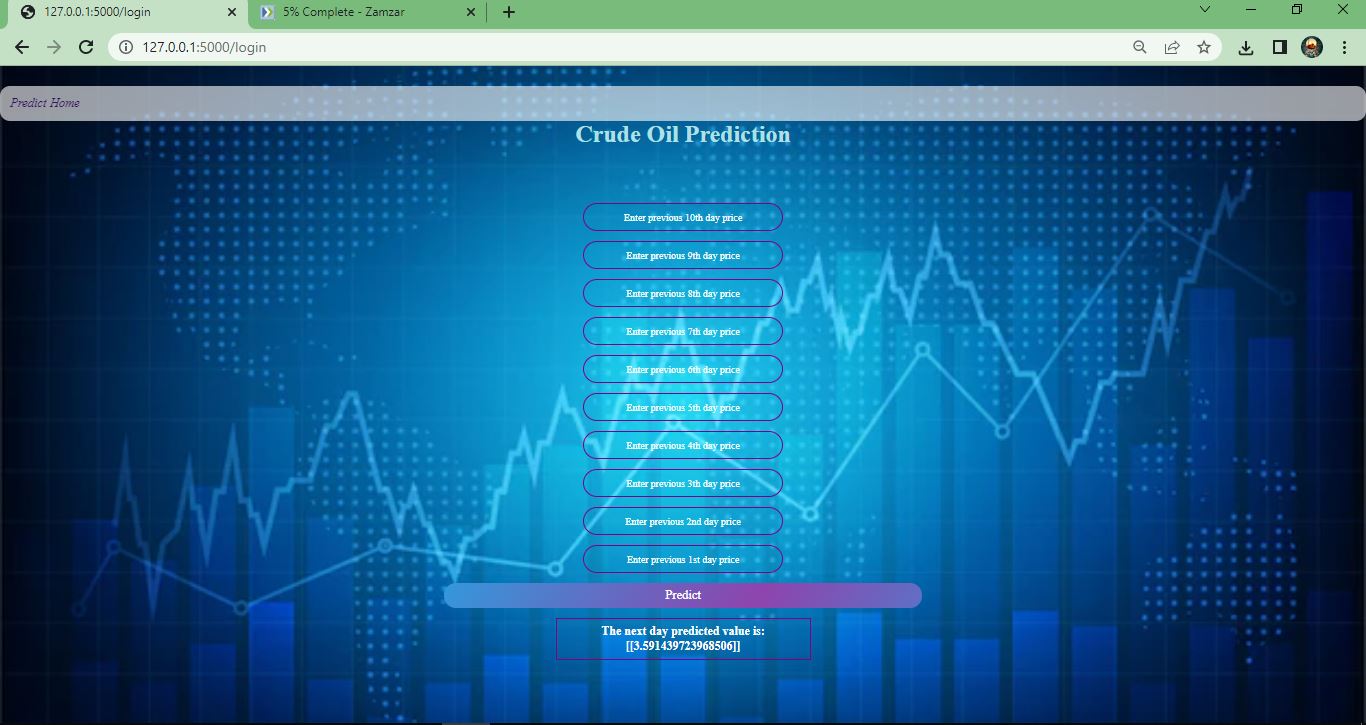 127.0.0.1:5000/login
5% Complete - Zamzar
127.0.0.1:5000/login
Predict Home
Crude Oil Prediction
Enter previous 10th day price
Enter previous 9th day price
Enter previous 8th day price
Enter previous 7th day price
Enter previous 6th day price
Enter previous 5th day price
Enter previous 4th day price
Enter previous 3th day price
Enter previous 2nd day price
Enter previous 1st day price
Predict
The next day predicted value is:
[[3.591439723968506]]